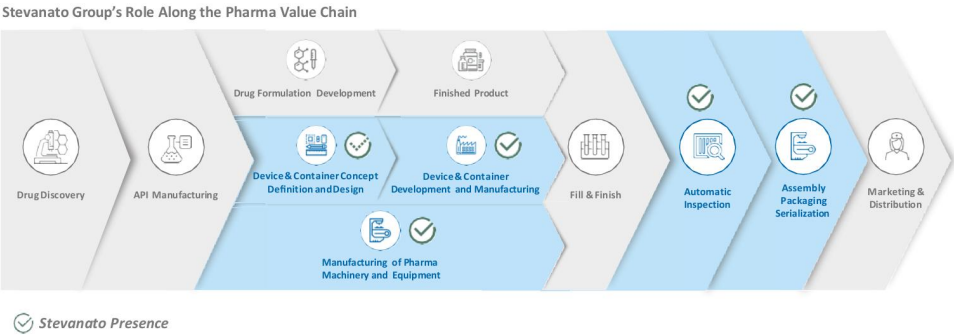 Stevanato Group's Role Along the Pharma Value Chain
Drug Discovery
API Manufacturing
Drug Formulation Development
Finished Product
Device & Container Concept
Definition and Design
Device & Container
Development and Manufacturing
Manufacturing of Pharma
Machinery and Equipment
Fill & Finish
Automatic
Inspection
Assembly
Packaging
Serialization
Marketing &
Distribution
Stevanato Presence